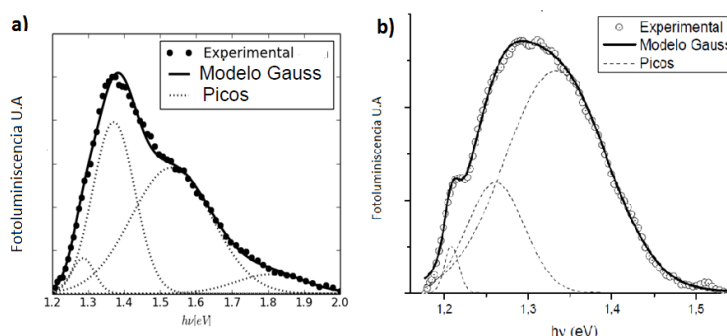 a)
Experimental
Modelo Gauss
Picos
Fotoluminiscencia U.A
1.2 1.3 1.4 1.5 1.6 1.7 1.8 1.9 2.0
hν|eV|
b)
Experimental
Modelo Gauss
Picos
Fotoluminiscencia U.A
1.2 1.3 1.4 1.5
hv (eV)